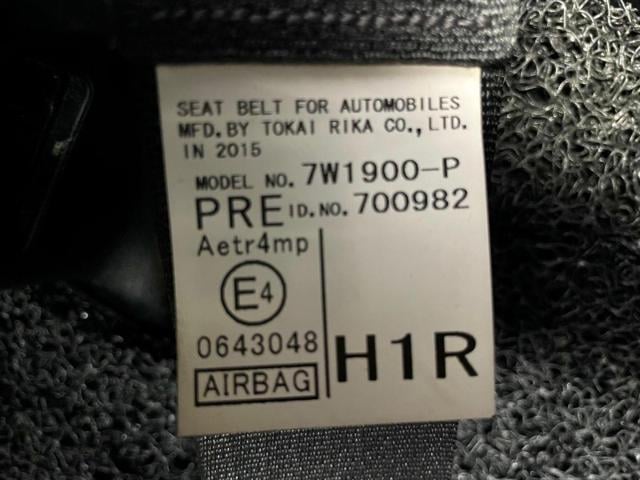 SEAT BELT FOR AUTOMOBILES
MFD. BY TOKAI RIKA CO., LTD.
IN 2015
MODEL NO. 7W1900-P
PRE ID.NO. 700982
Aetr4mp
E4
0643048
AIRBAG
H1R